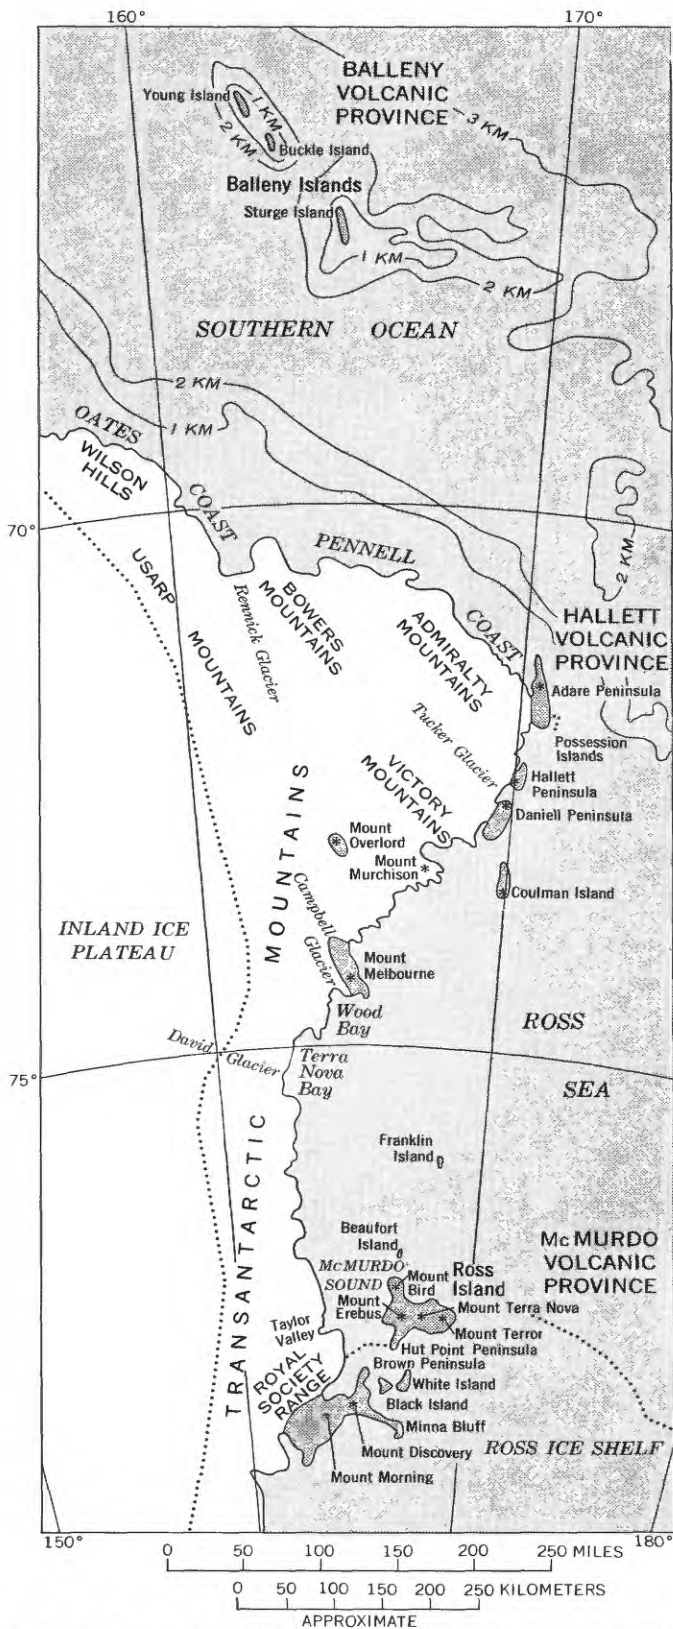 160°
170°
BALLENY
VOLCANIC
PROVINCE
Young Island
1 KM
2 KM
3 KM
Buckle Island
Balleny Islands
Sturge Island
1 KM
2 KM
SOUTHERN OCEAN
2 KM
1 KM
OATES
COAST
WILSON
HILLS
70°
PENNELL
COAST
2 KM
USARP
MOUNTAINS
Rennick Glacier
BOWERS
MOUNTAINS
ADMIRALTY
MOUNTAINS
HALLETT
VOLCANIC
PROVINCE
Adare Peninsula
Possession
Islands
Tucker Glacier
Hallett
Peninsula
VICTORY
MOUNTAINS
Daniell Peninsula
Mount
Overlord
Mount
Murchison
Coulman Island
INLAND ICE
PLATEAU
Campbell
Glacier
Mount
Melbourne
Wood
Bay
ROSS
SEA
David Glacier
Terra
Nova
Bay
75°
TRANSANTARCTIC
MOUNTAINS
Franklin
Island
Beaufort
Island
McMURDO
SOUND
Mount
Bird
Ross
Island
McMURDO
VOLCANIC
PROVINCE
Mount
Erebus
Mount Terra Nova
Mount Terror
Taylor
Valley
Hut Point Peninsula
Brown Peninsula
ROYAL
SOCIETY
RANGE
White Island
Black Island
Minna Bluff
Mount Discovery
ROSS ICE SHELF
Mount Morning
150°
180°
0 50 100 150 200 250 MILES
0 50 100 150 200 250 KILOMETERS
APPROXIMATE